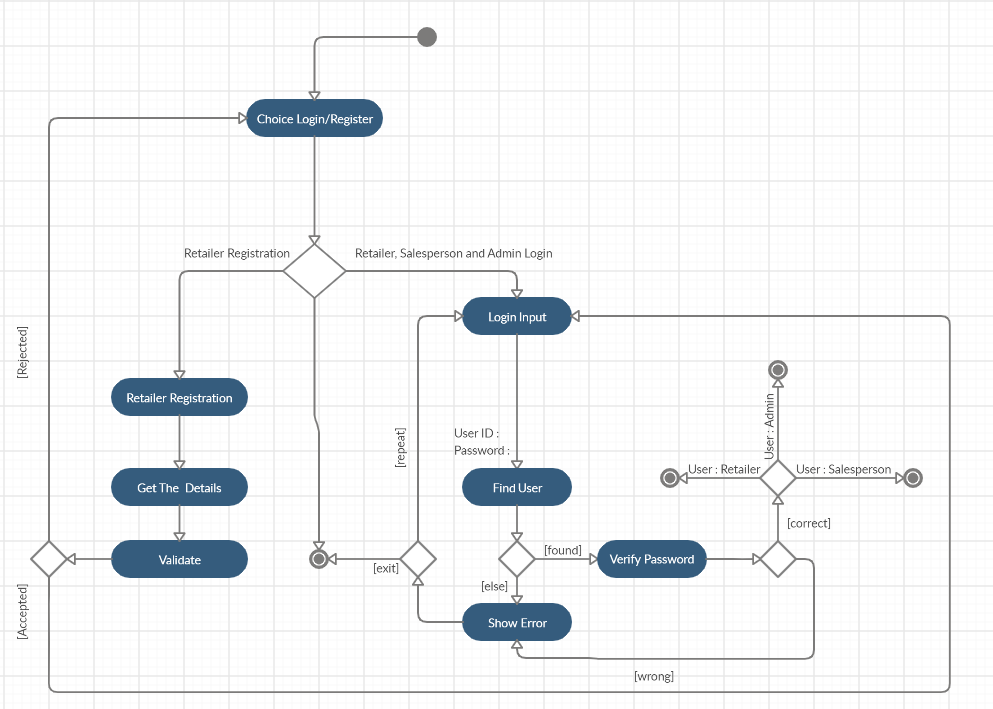 Choice Login/Register
Retailer Registration
Retailer, Salesperson and Admin Login
Login Input
[Rejected]
Retailer Registration
User : Admin
[repeat]
User ID :
Password :
User : Retailer
User : Salesperson
Get The Details
Find User
[correct]
[found]
Validate
[exit]
Verify Password
[else]
[Accepted]
Show Error
[wrong]